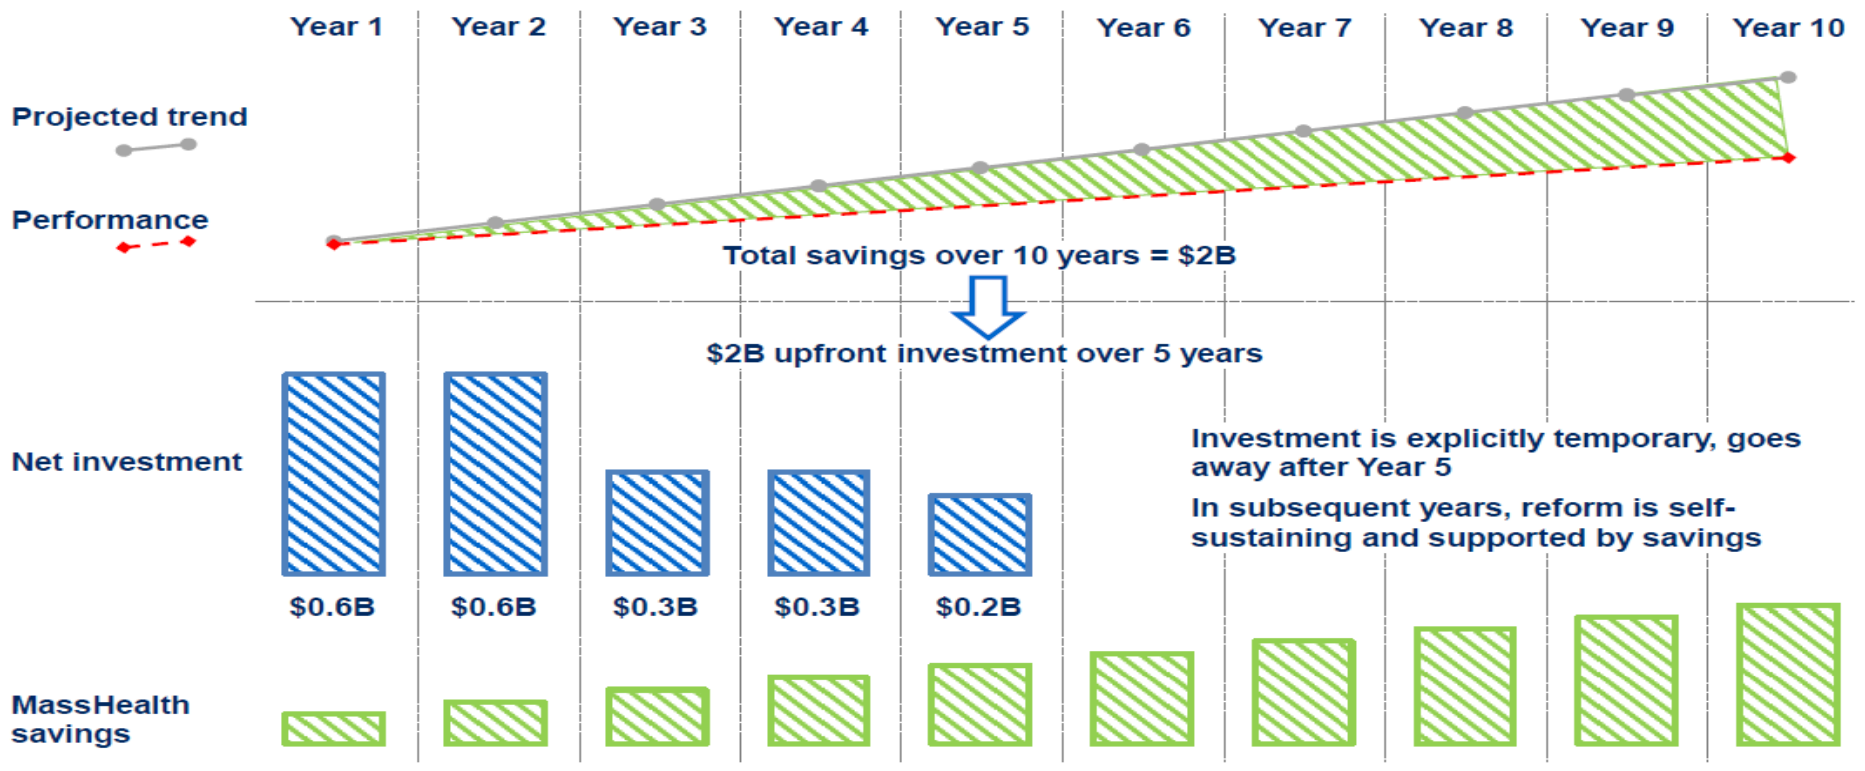 Year 1 Year 2 Year 3 Year 4 Year 5 Year 6 Year 7 Year 8 Year 9 Year 10
Projected trend
Performance
Total savings over 10 years = $2B
$2B upfront investment over 5 years
Net investment
Investment is explicitly temporary, goes
away after Year 5
In subsequent years, reform is self-
sustaining and supported by savings
$0.6B $0.6B $0.3B $0.3B $0.2B
MassHealth
savings